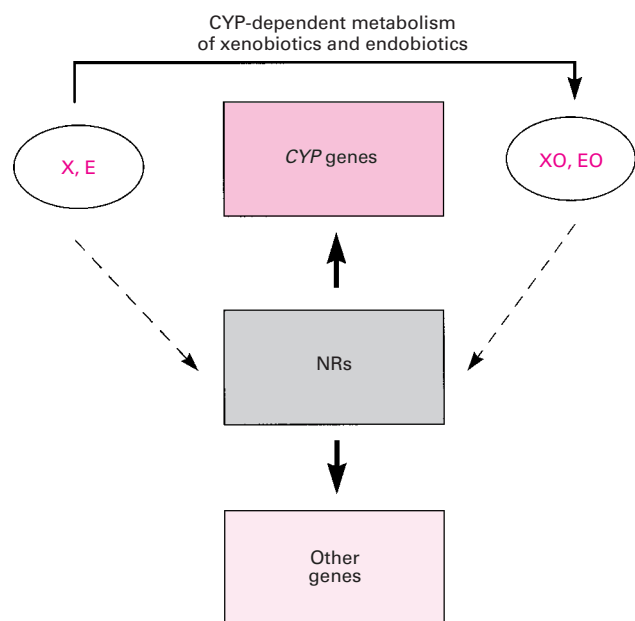 CYP-dependent metabolism
of xenobiotics and endobiotics
X, E
CYP genes
XO, EO
NRs
Other
genes